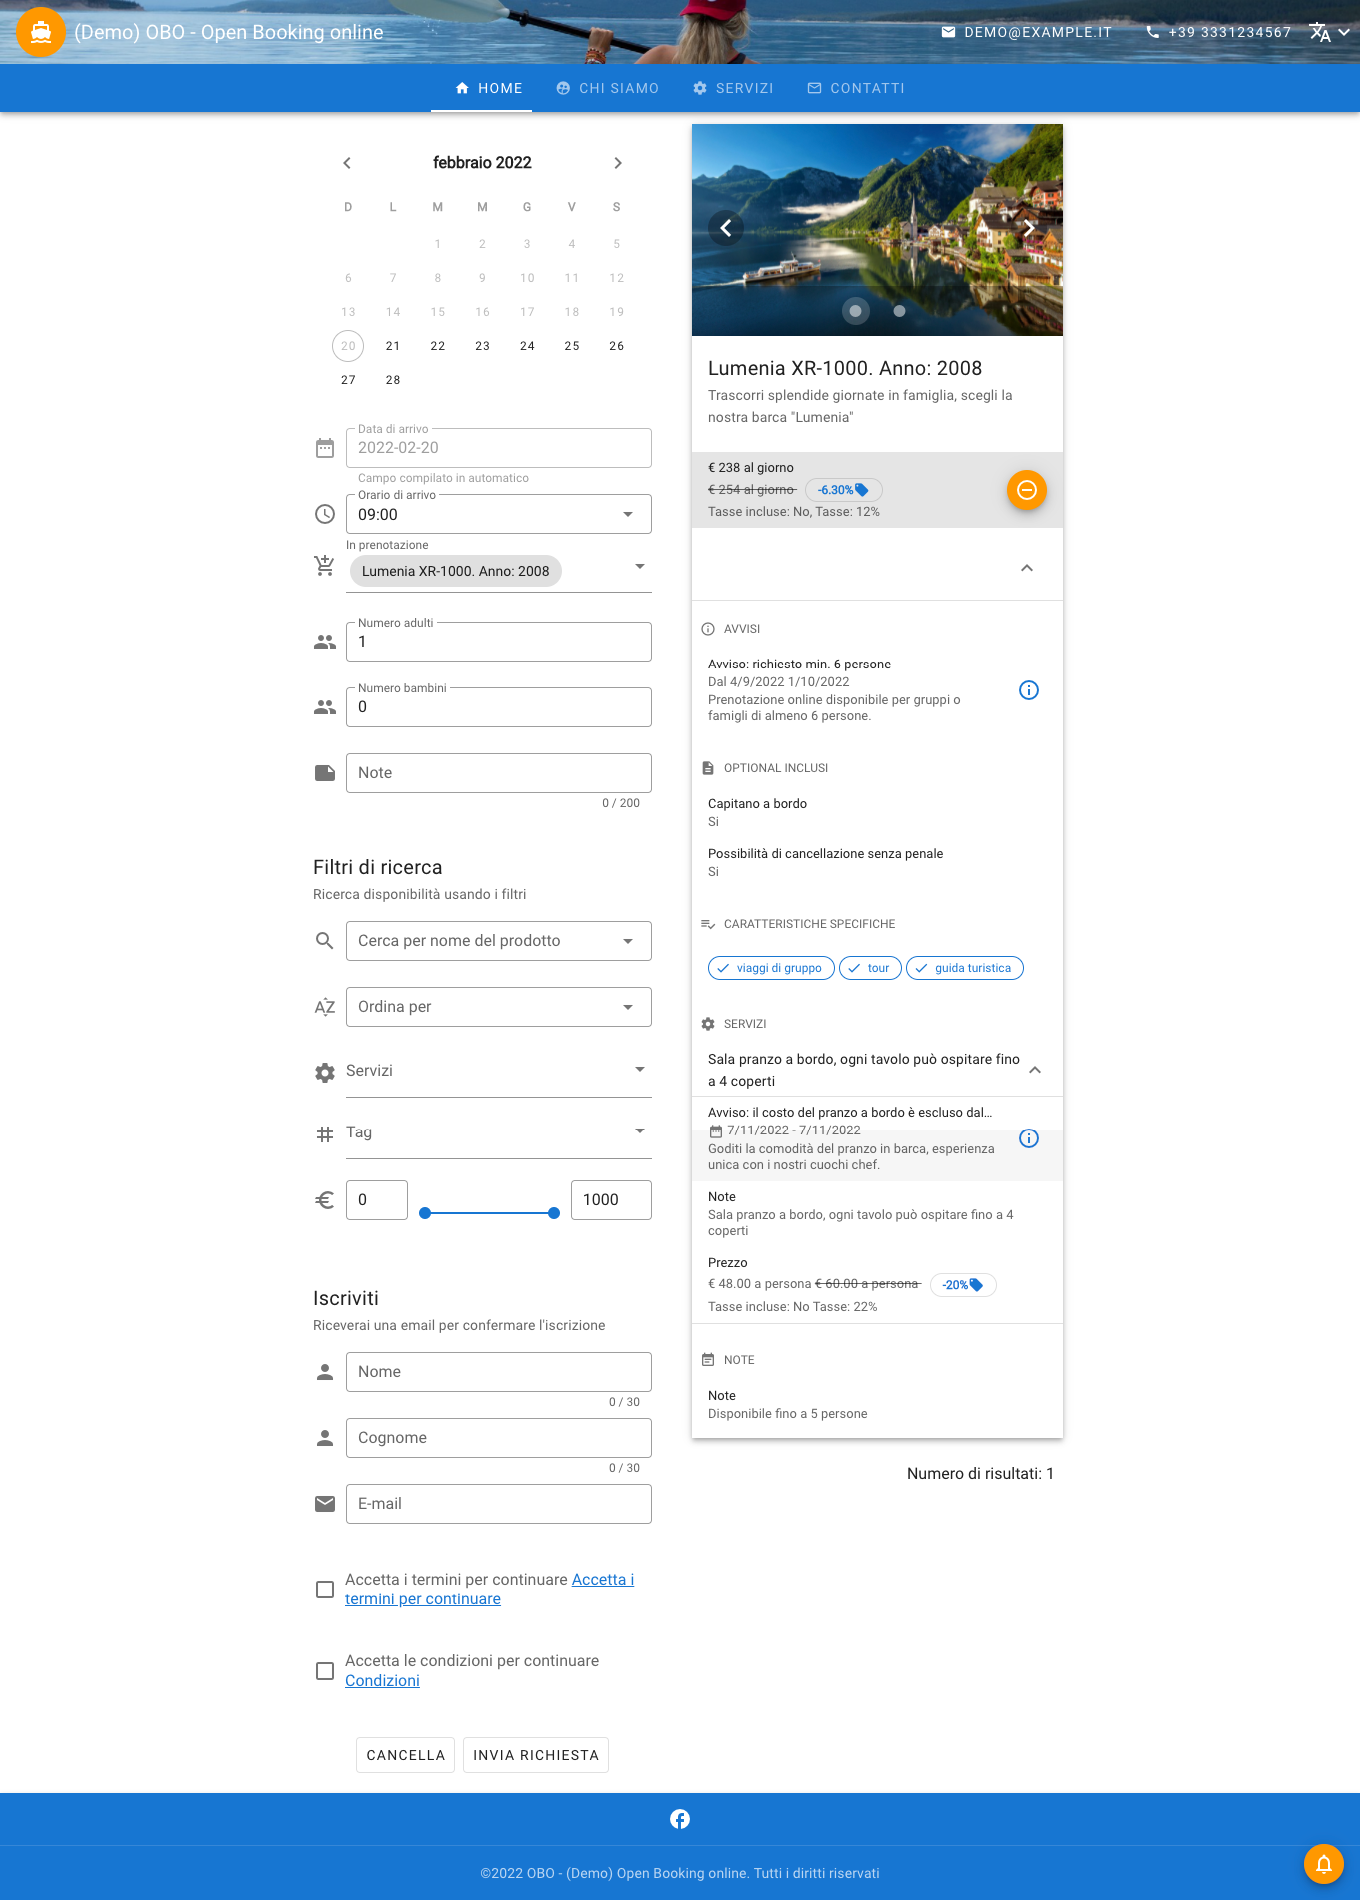 (Demo) OBO - Open Booking online
DEMO@EXAMPLE.IT
+39 3331234567
HOME
CHI SIAMO
SERVIZI
CONTATTI
febbraio 2022
D L M M G V S
1 2 3 4 5
6 7 8 9 10 11 12
13 14 15 16 17 18 19
20 21 22 23 24 25 26
27 28
Data di arrivo
2022-02-20
Campo compilato in automatico
Orario di arrivo
09:00
In prenotazione
Lumenia XR-1000. Anno: 2008
Numero adulti
1
Numero bambini
0
Note
0 / 200
Filtri di ricerca
Ricerca disponibilità usando i filtri
Cerca per nome del prodotto
AZ Ordina per
Servizi
Tag
0
1000
Iscriviti
Riceverai una email per confermare l'iscrizione
Nome
0 / 30
Cognome
0 / 30
E-mail
Accetta i termini per continuare Accetta i
termini per continuare
Accetta le condizioni per continuare
Condizioni
CANCELLA
INVIA RICHIESTA
Lumenia XR-1000. Anno: 2008
Trascorri splendide giornate in famiglia, scegli la
nostra barca "Lumenia"
€ 238 al giorno
€ 254 al giorno -6.30%
Tasse incluse: No, Tasse: 12%
AVVISI
Avviso: richiesto min. 6 persone
Dal 4/9/2022 1/10/2022
Prenotazione online disponibile per gruppi o
famigli di almeno 6 persone.
OPTIONAL INCLUSI
Capitano a bordo
Si
Possibilità di cancellazione senza penale
Si
CARATTERISTICHE SPECIFICHE
viaggi di gruppo
tour
guida turistica
SERVIZI
Sala pranzo a bordo, ogni tavolo può ospitare fino
a 4 coperti
Avviso: il costo del pranzo a bordo è escluso dal...
7/11/2022 - 7/11/2022
Goditi la comodità del pranzo in barca, esperienza
unica con i nostri cuochi chef.
Note
Sala pranzo a bordo, ogni tavolo può ospitare fino a 4
coperti
Prezzo
€ 48.00 a persona € 60.00 a persona -20%
Tasse incluse: No Tasse: 22%
NOTE
Note
Disponibile fino a 5 persone
Numero di risultati: 1
©2022 OBO - (Demo) Open Booking online. Tutti i diritti riservati